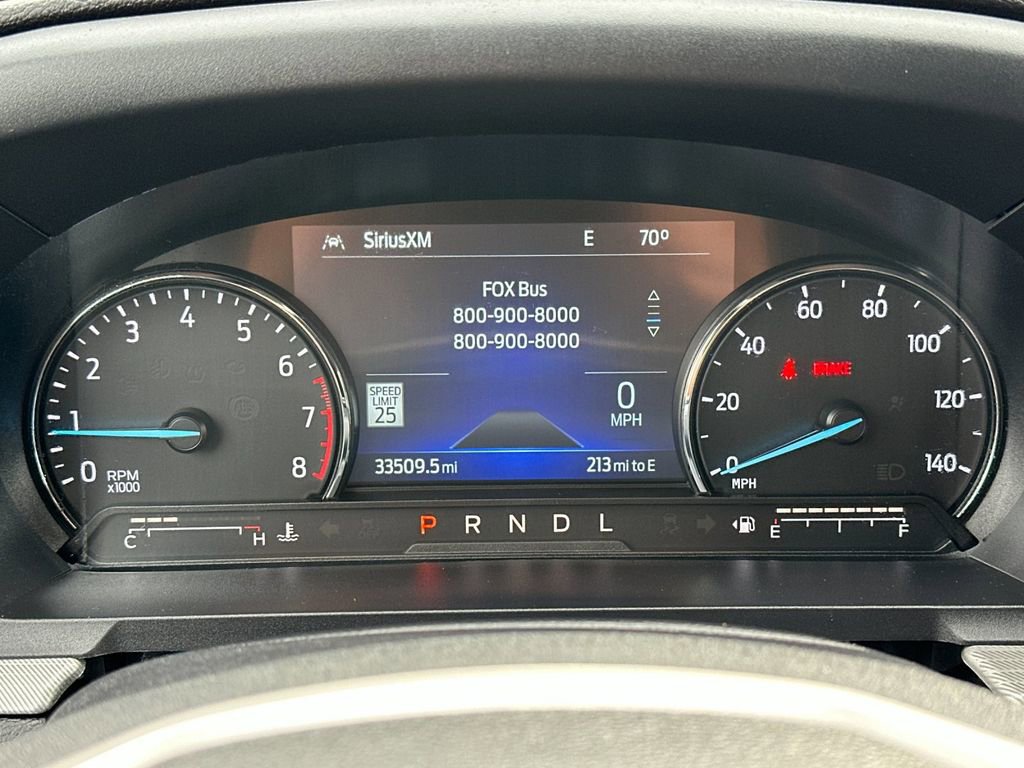 SiriusXM E 70º
FOX Bus
800-900-8000
800-900-8000
SPEED
LIMIT
25
0
MPH
33509.5 mi
213 mi to E
0 1 2 3 4 5 6 7 8
RPM
x1000
0 20 40 60 80 100 120 140
MPH
BRAKE
C H
P R N D L
E F